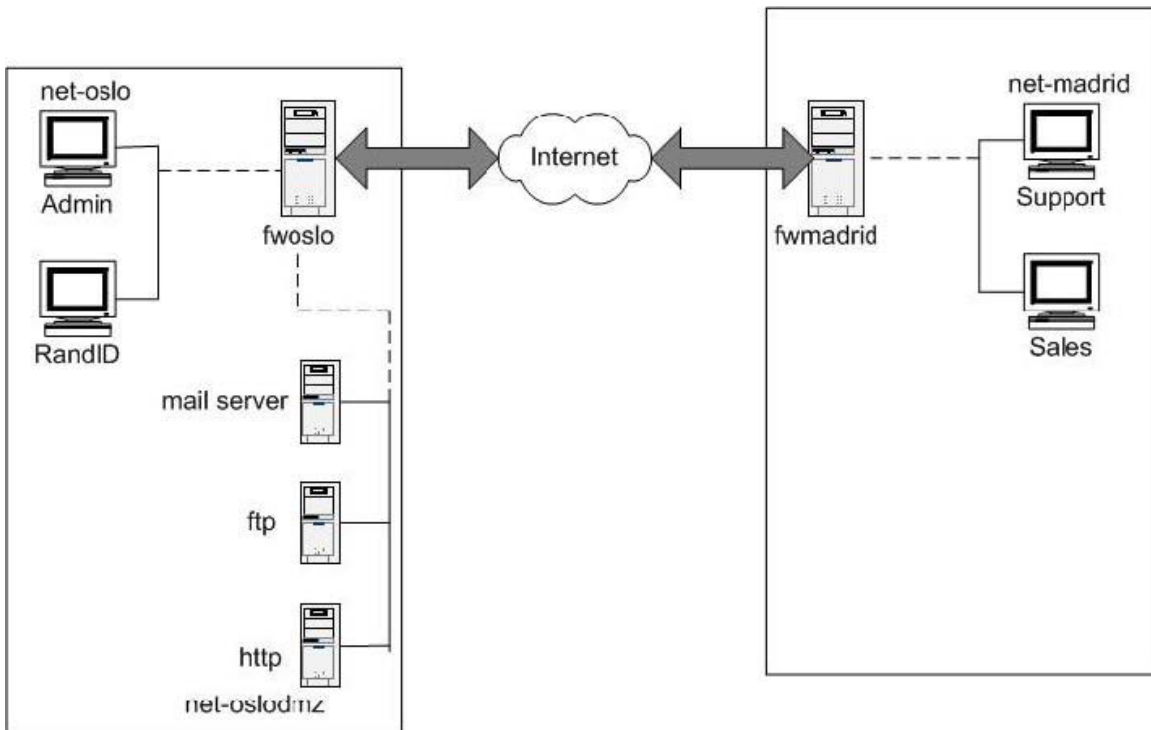 net-oslo
Admin
RandID
fwoslo
mail server
ftp
http
net-oslodmz
Internet
fwmadrid
net-madrid
Support
Sales